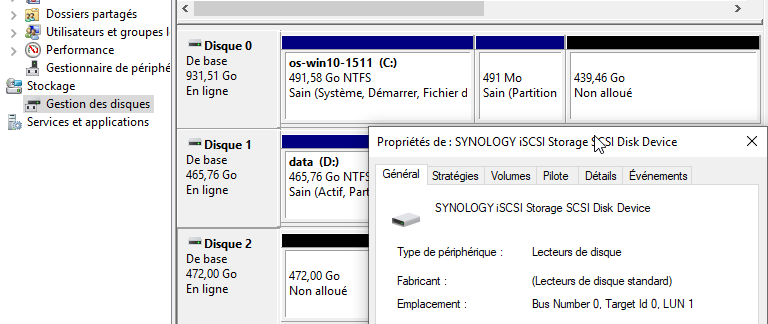 Dossiers partagés
Utilisateurs et groupes l
Performance
Gestionnaire de périphé
Stockage
Gestion des disques
Services et applications
Disque 0
De base
931,51 Go
En ligne
os-win10-1511 (C:)
491,58 Go NTFS
Sain (Système, Démarrer, Fichier d
491 Mo
Sain (Partition
439,46 Go
Non alloué
Disque 1
De base
465,76 Go
En ligne
data (D:)
465,76 Go NTFS
Sain (Actif, Part
Disque 2
De base
472,00 Go
En ligne
472,00 Go
Non alloué
Propriétés de : SYNOLOGY iSCSI Storage SCSI Disk Device
Général Stratégies Volumes Pilote Détails Événements
SYNOLOGY iSCSI Storage SCSI Disk Device
Type de périphérique : Lecteurs de disque
Fabricant : (Lecteurs de disque standard)
Emplacement : Bus Number 0, Target Id 0, LUN 1